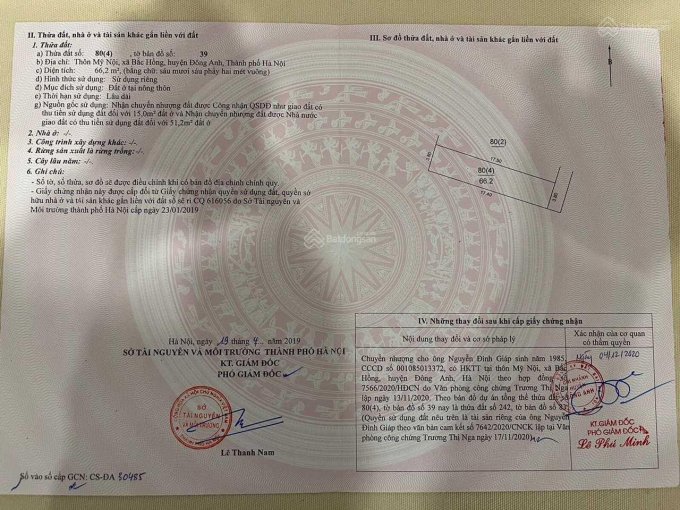 II. Thửa đất, nhà ở và tài sản khác gắn liền với đất
1. Thửa đất:
a) Thửa đất số: 80(4) , tờ bản đồ số: 39
b) Địa chỉ: Thôn Mỹ Nội, xã Bắc Hồng, huyện Đông Anh, Thành phố Hà Nội
c) Diện tích: 66,2 m², (bằng chữ: sáu mươi sáu phẩy hai mét vuông)
d) Hình thức sử dụng: Sử dụng riêng
đ) Mục đích sử dụng: Đất ở tại nông thôn
e) Thời hạn sử dụng: Lâu dài
g) Nguồn gốc sử dụng: Nhận chuyển nhượng đất được Công nhận QSDĐ như giao đất có
thu tiền sử dụng đất đối với 15,0m² đất ở và Nhận chuyển nhượng đất được Nhà nước
giao đất có thu tiền sử dụng đất đối với 51,2m² đất ở
2. Nhà ở: -/-
3. Công trình xây dựng khác: -/-
4. Rừng sản xuất là rừng trồng: -/-
5. Cây lâu năm: -/-
6. Ghi chú:
- Số tờ, số thửa, sơ đồ sẽ được điều chỉnh khi có bản đồ địa chính chính quy.
- Giấy chứng nhận này được cấp đổi từ Giấy chứng nhận quyền sử dụng đất, quyền sở
hữu nhà ở và tài sản khác gắn liền với đất số sê ri CQ 616056 do Sở Tài nguyên và
Môi trường thành phố Hà Nội cấp ngày 23/01/2019
Hà Nội, ngày 19 tháng 4 năm 2019
SỞ TÀI NGUYÊN VÀ MÔI TRƯỜNG THÀNH PHỐ HÀ NỘI
KT. GIÁM ĐỐC
PHÓ GIÁM ĐỐC
SỞ
TÀI NGUYÊN
VÀ MÔI TRƯỜNG
Lê Thanh Nam
Số vào sổ cấp GCN: CS-ĐA 30485
III. Sơ đồ thửa đất, nhà ở và tài sản khác gắn liền với đất
B
80(2)
17.90
80(4)
66.2
17.40
Batdongsan
IV. Những thay đổi sau khi cấp giấy chứng nhận
Nội dung thay đổi và cơ sở pháp lý
Xác nhận của cơ quan
có thẩm quyền
Chuyển nhượng cho ông Nguyễn Đình Giáp sinh năm 1985,
CCCD số 001085013372, có HKTT tại thôn Mỹ Nội, xã Bắc
Hồng, huyện Đông Anh, Hà Nội theo hợp đồng số
7566/2020/HĐCN do Văn phòng công chứng Trương Thị Nga
lập ngày 13/11/2020. Theo bản đồ dự án tổng thể thửa đất số
80(4), tờ bản đồ số 39 nay là thửa đất số 242, tờ bản đồ số 83
Quyền sử dụng đất nêu trên là tài sản riêng của ông Nguyễn
Đình Giáp theo văn bản cam kết số 7642/2020/CNCK lập tại Văn
phòng công chứng Trương Thị Nga ngày 17/11/2020
Ngày 04/12/2020
CHI NHÁNH
ĐÔNG ANH
KT.GIÁM ĐỐC
PHÓ GIÁM ĐỐC
Lê Phú Minh